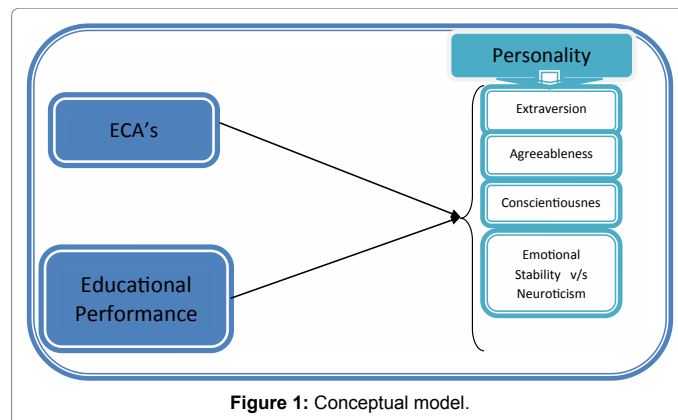 Personality
ECA's
Extraversion
Agreeableness
Conscientiousnes
Emotional
Stability v/s
Neuroticism
Educational
Performance
Figure 1: Conceptual model.